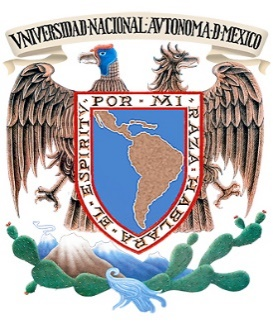 VNIVERSIDAD NACIONAL AVTONOMA D MEXICO
POR MI RAZA HABLARA EL ESPIRITV